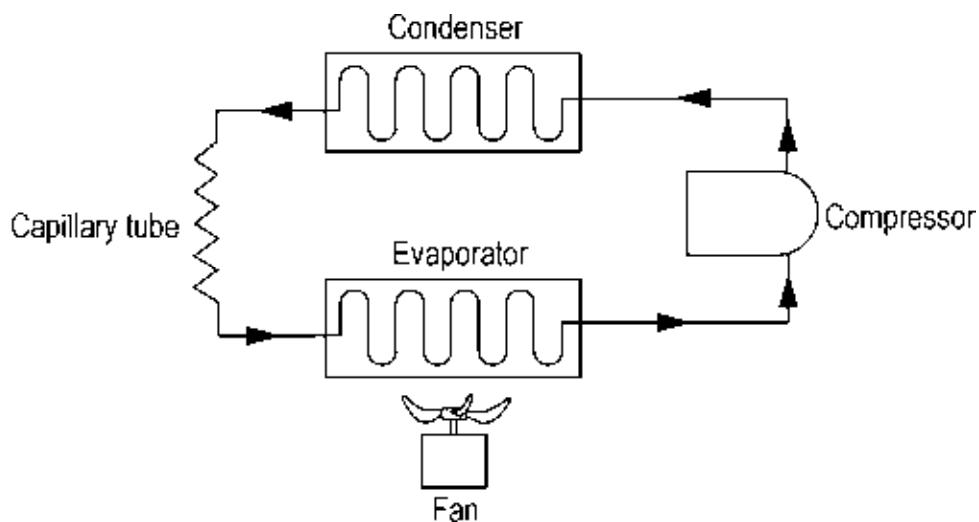 Condenser
Capillary tube
Compressor
Evaporator
Fan